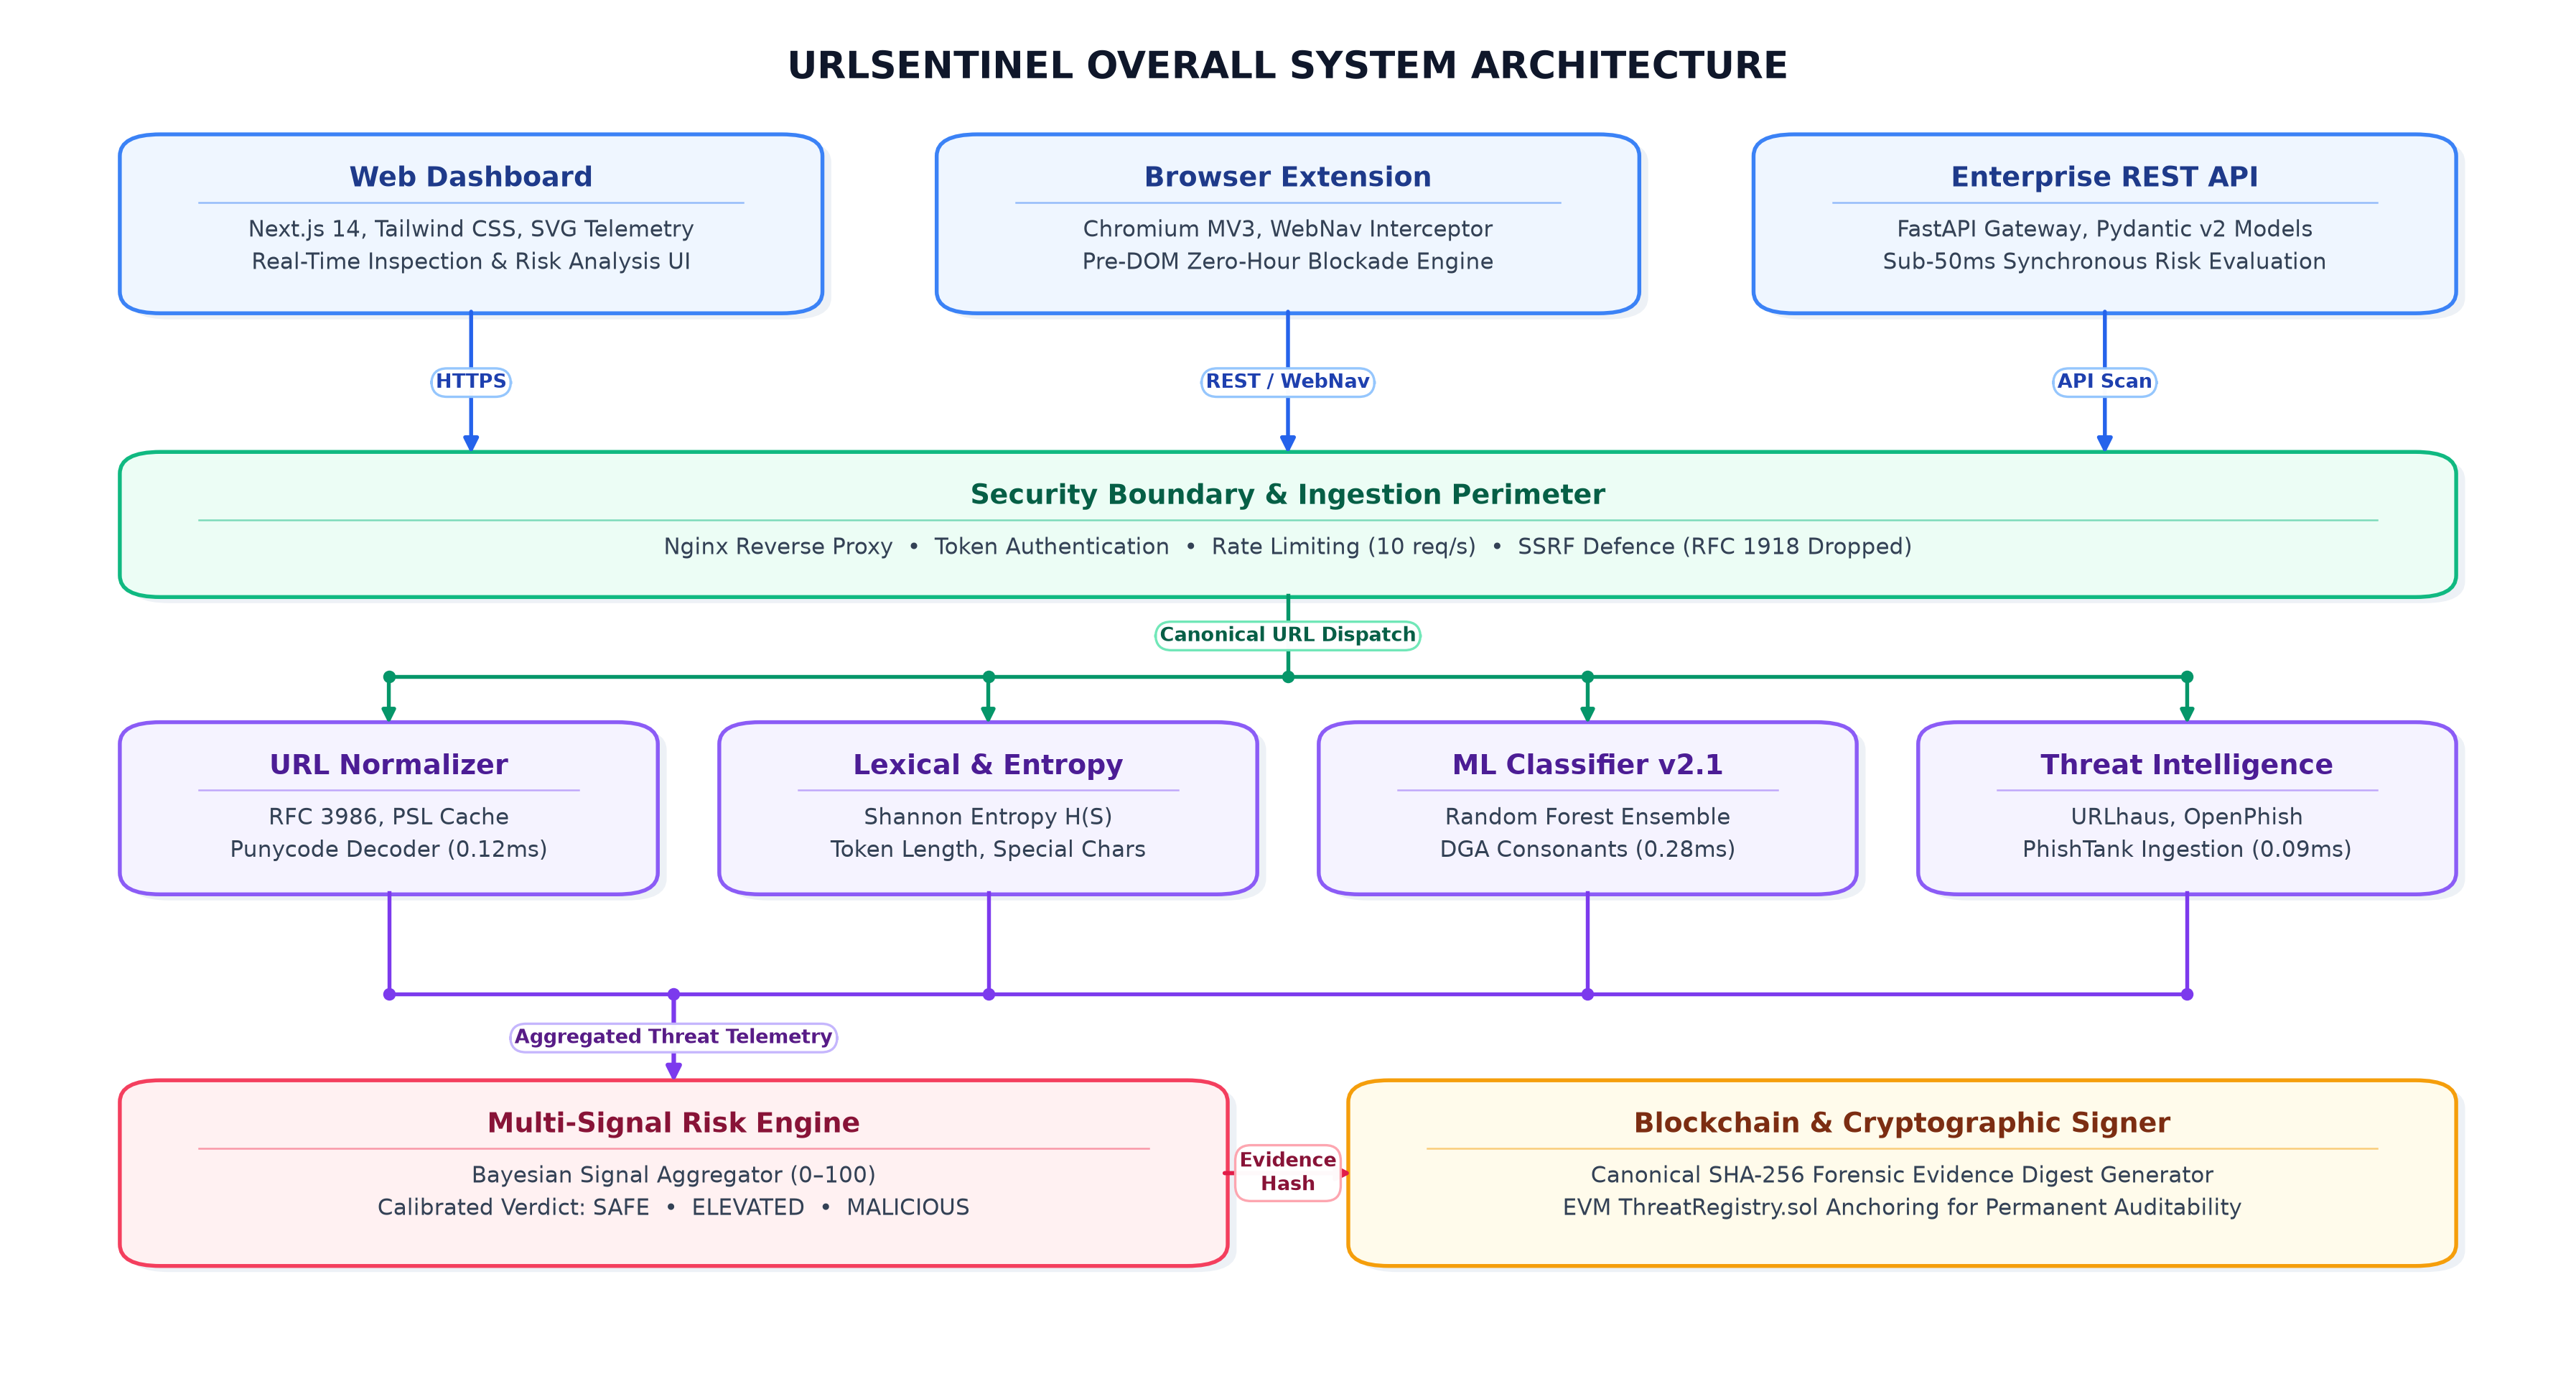 URLSENTINEL OVERALL SYSTEM ARCHITECTURE
Web Dashboard
Next.js 14, Tailwind CSS, SVG Telemetry
Real-Time Inspection & Risk Analysis UI
Browser Extension
Chromium MV3, WebNav Interceptor
Pre-DOM Zero-Hour Blockade Engine
Enterprise REST API
FastAPI Gateway, Pydantic v2 Models
Sub-50ms Synchronous Risk Evaluation
HTTPS
REST / WebNav
API Scan
Security Boundary & Ingestion Perimeter
Nginx Reverse Proxy • Token Authentication • Rate Limiting (10 req/s) • SSRF Defence (RFC 1918 Dropped)
Canonical URL Dispatch
URL Normalizer
RFC 3986, PSL Cache
Punycode Decoder (0.12ms)
Lexical & Entropy
Shannon Entropy H(S)
Token Length, Special Chars
ML Classifier v2.1
Random Forest Ensemble
DGA Consonants (0.28ms)
Threat Intelligence
URLhaus, OpenPhish
PhishTank Ingestion (0.09ms)
Aggregated Threat Telemetry
Multi-Signal Risk Engine
Bayesian Signal Aggregator (0–100)
Calibrated Verdict: SAFE • ELEVATED • MALICIOUS
Evidence
Hash
Blockchain & Cryptographic Signer
Canonical SHA-256 Forensic Evidence Digest Generator
EVM ThreatRegistry.sol Anchoring for Permanent Auditability